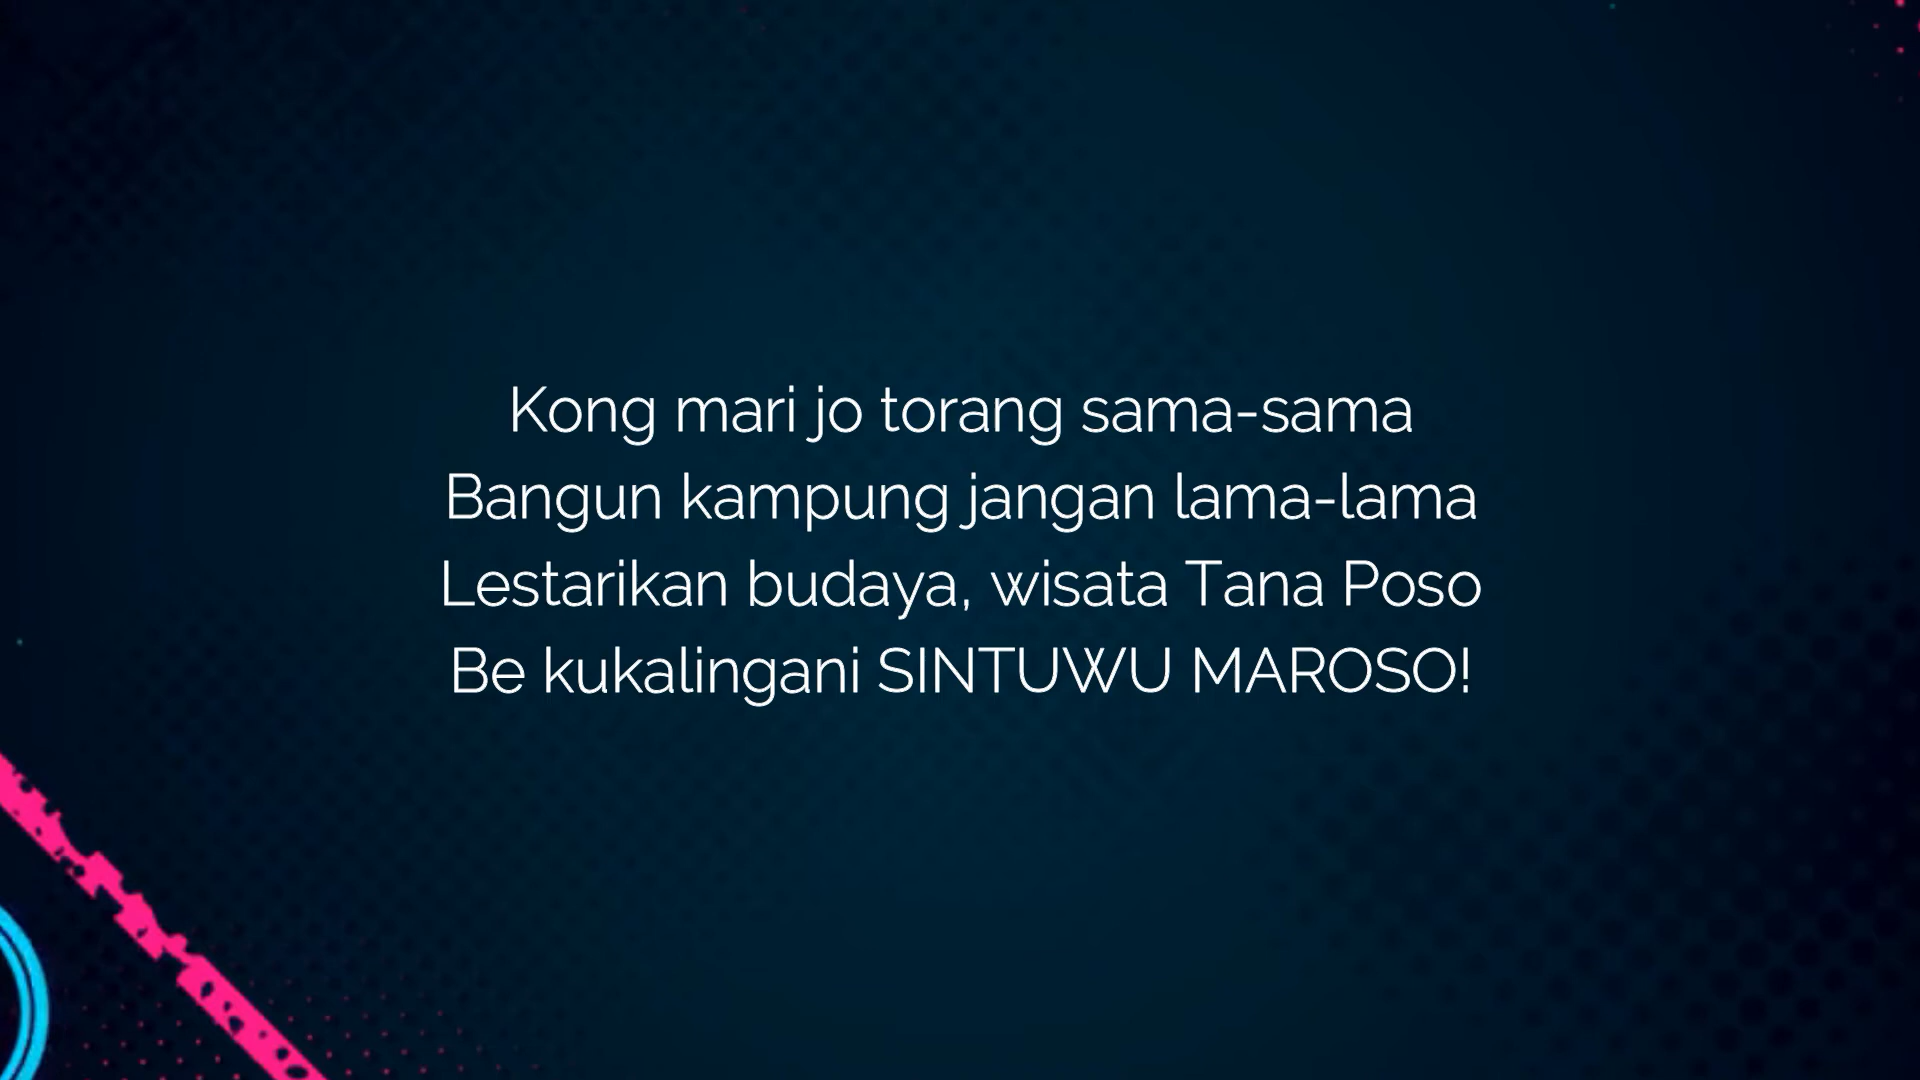 Kong mari jo torang sama-sama
Bangun kampung jangan lama-lama
Lestarikan budaya, wisata Tana Poso
Be kukalingani SINTUWU MAROSO!